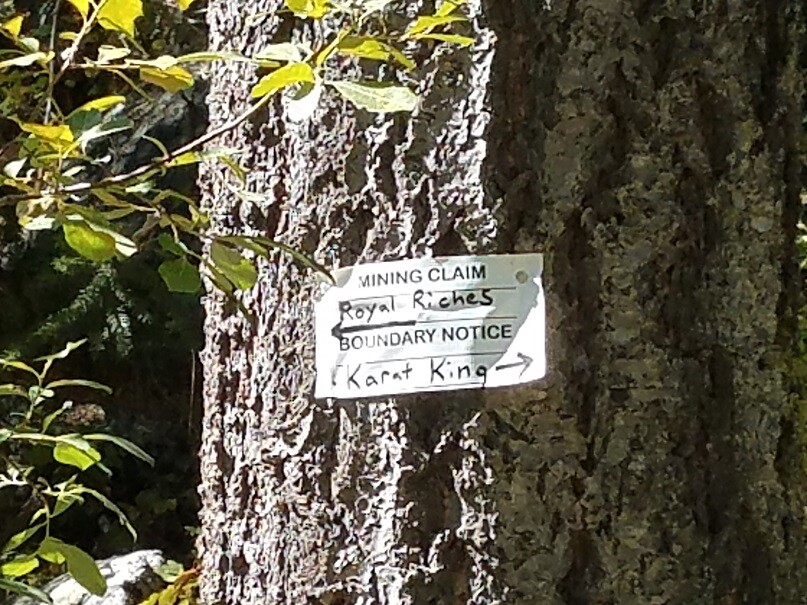 MINING CLAIM
Royal Riches
BOUNDARY NOTICE
Karat King